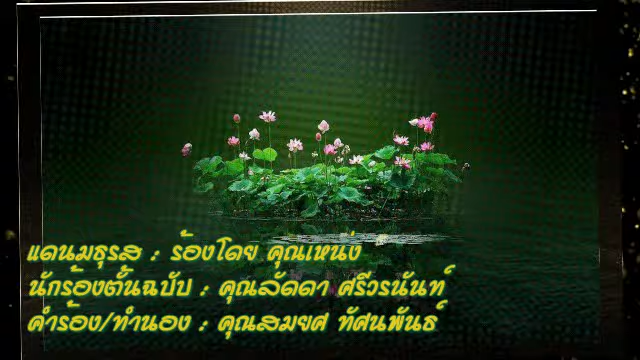 แดนมธุรส : ร้องโดย คุณเหน่ง
นักร้องต้นฉบับ : คุณลัดดา ศรีวรนันท์
คำร้อง/ทำนอง : คุณสมยศ ทัศนพันธ์